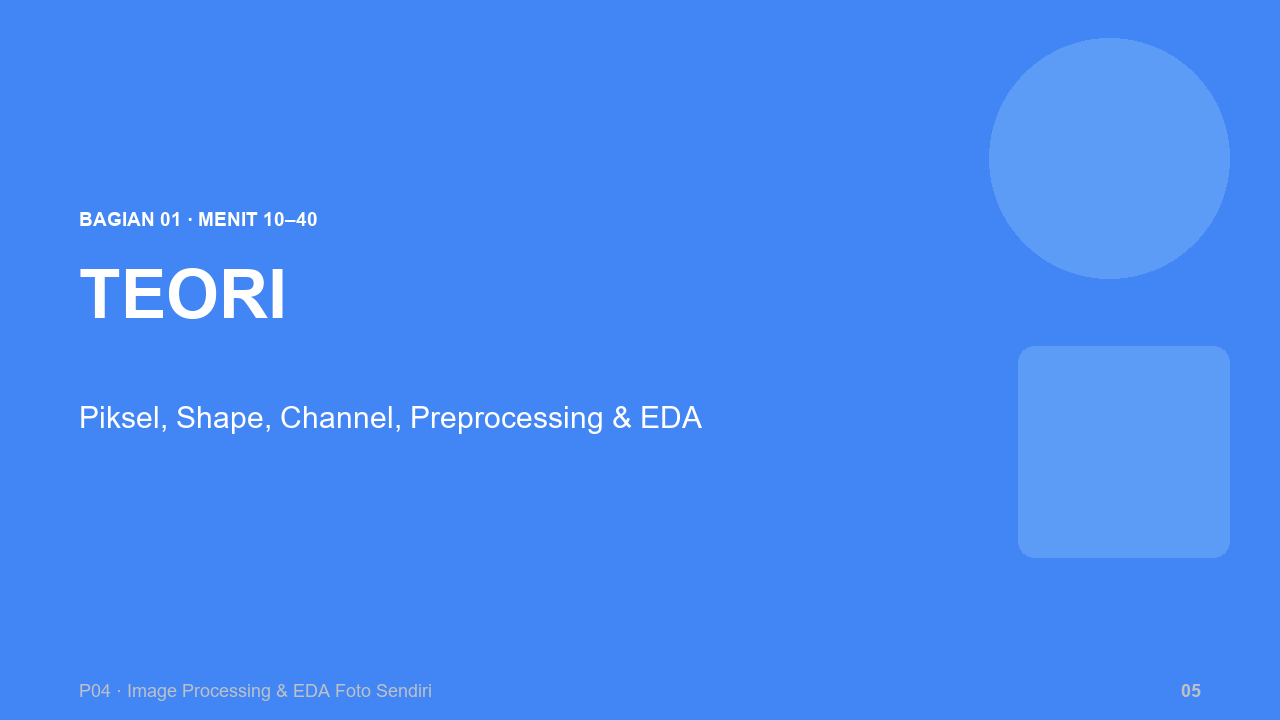 BAGIAN 01 · MENIT 10–40
TEORI
Piksel, Shape, Channel, Preprocessing & EDA
P04 · Image Processing & EDA Foto Sendiri
05